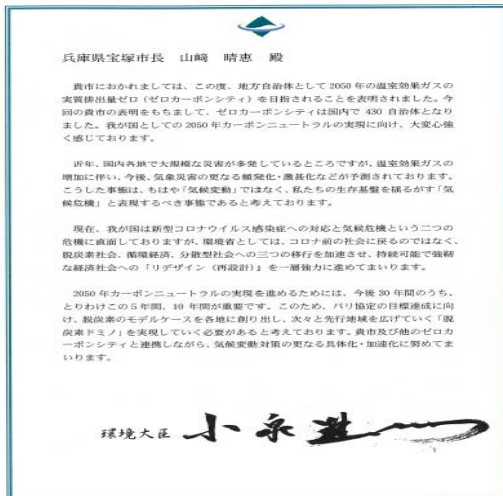 兵庫県宝塚市長　山﨑　晴恵　殿
貴市におかれましては、この度、地方自治体として2050年の温室効果ガスの
実質排出量ゼロ（ゼロカーボンシティ）を目指されることを表明されました。今
回の貴市の表明をもちまして、ゼロカーボンシティは国内で430自治体となり
ました。我が国としての2050年カーボンニュートラルの実現に向け、大変心強
く感じております。
近年、国内各地で大規模な災害が多発しているところですが、温室効果ガスの
増加に伴い、今後、気象災害の更なる頻発化・激甚化などが予測されております。
こうした事態は、もはや「気候変動」ではなく、私たちの生存基盤を揺るがす「気
候危機」と表現するべき事態であると考えております。
現在、我が国は新型コロナウイルス感染症への対応と気候危機という二つの
危機に直面しておりますが、環境省としては、コロナ前の社会に戻るのではなく、
脱炭素社会、循環経済、分散型社会への三つの移行を加速させ、持続可能で強靱
な経済社会への「リデザイン（再設計）」を一層強力に進めてまいります。
2050年カーボンニュートラルの実現を進めるためには、今後30年間のうち、
とりわけこの5年間、10年間が重要です。このため、パリ協定の目標達成に向
け、脱炭素のモデルケースを各地に創り出し、次々と先行地域を広げていく「脱
炭素ドミノ」を実現していく必要があると考えております。貴市及び他のゼロカ
ーボンシティと連携しながら、気候変動対策の更なる具体化・加速化に努めてま
いります。
環境大臣　小泉進